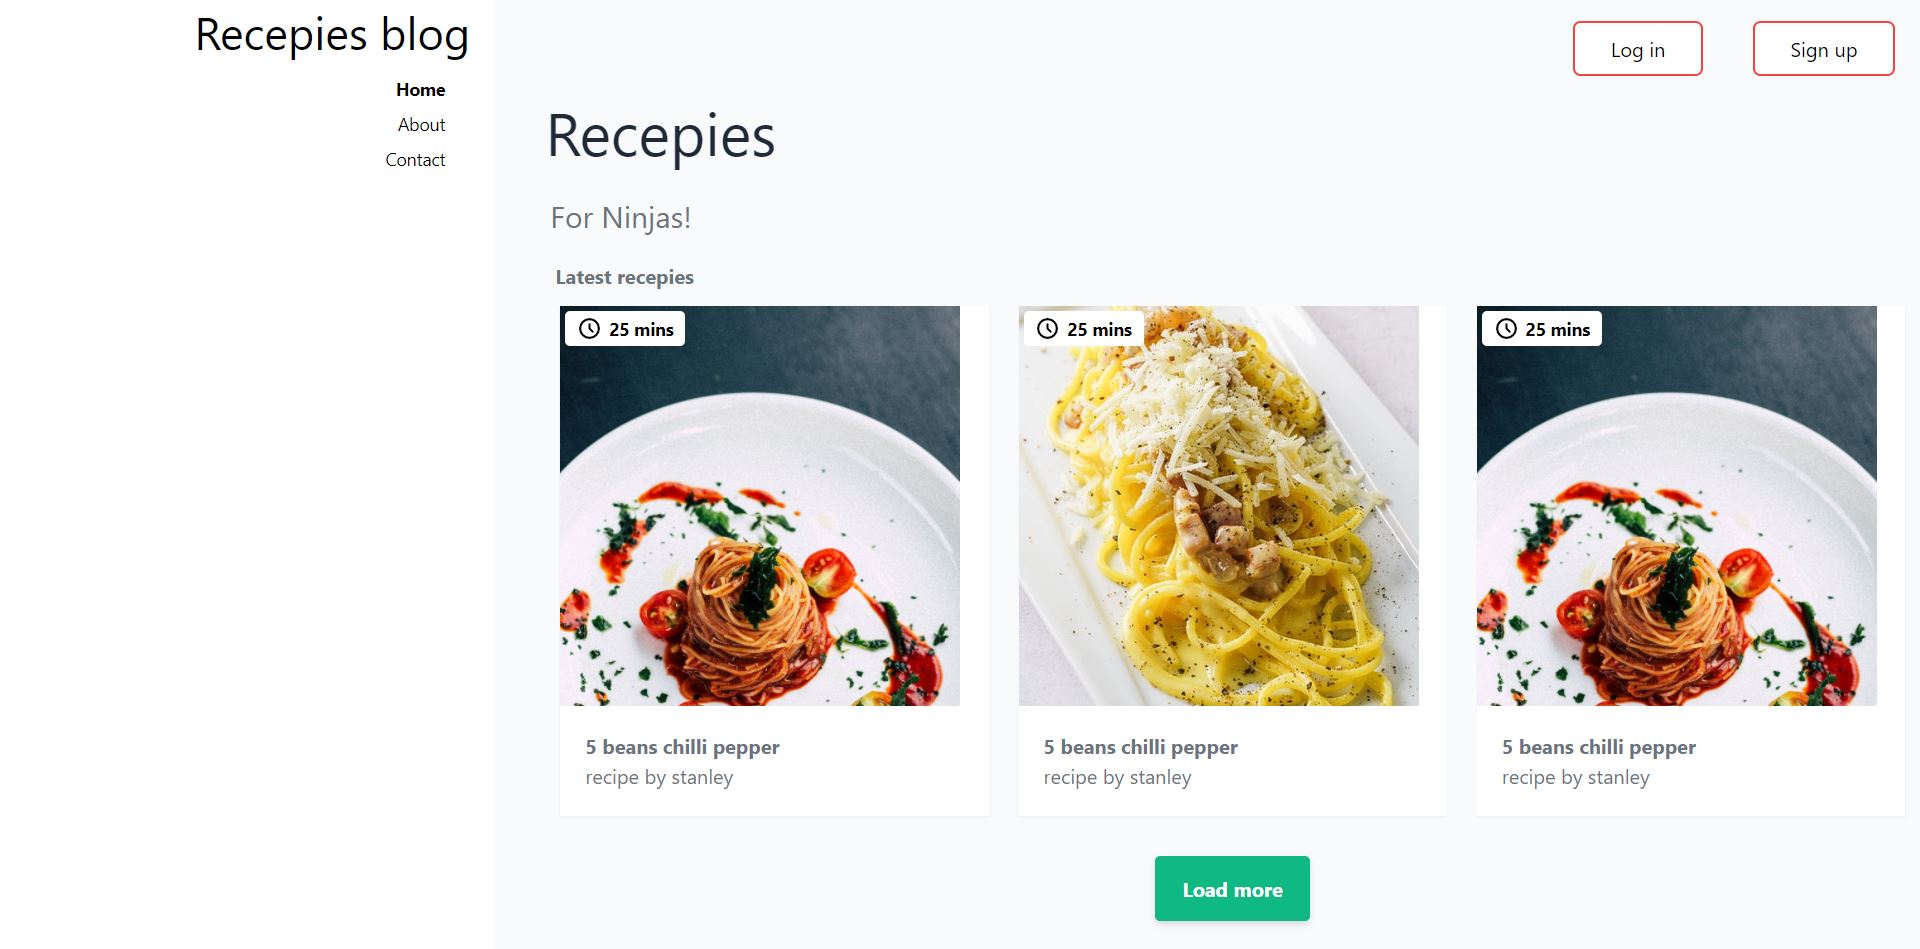 Recepies blog
Home
About
Contact
Log in
Sign up
Recepies
For Ninjas!
Latest recepies
25 mins
25 mins
25 mins
5 beans chilli pepper
recipe by stanley
5 beans chilli pepper
recipe by stanley
5 beans chilli pepper
recipe by stanley
Load more